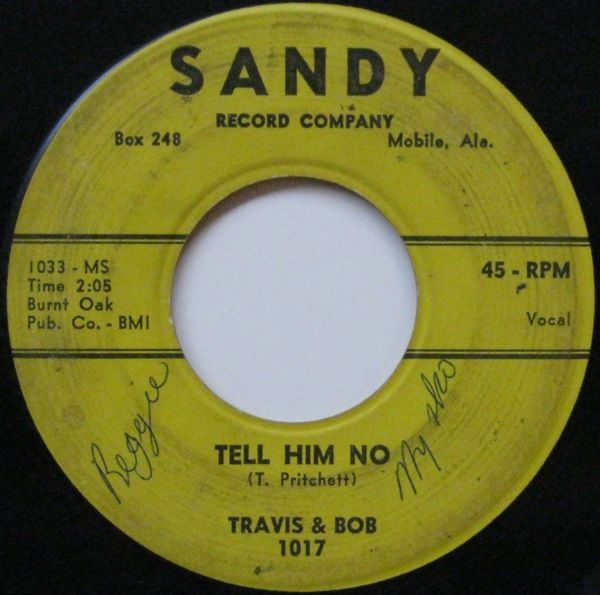 SANDY
RECORD COMPANY
Box 248
Mobile, Ala.
1033 - MS
Time 2:05
Burnt Oak
Pub. Co. - BMI
45 - RPM
Vocal
Reggie
TELL HIM NO
(T. Pritchett)
TRAVIS & BOB
1017